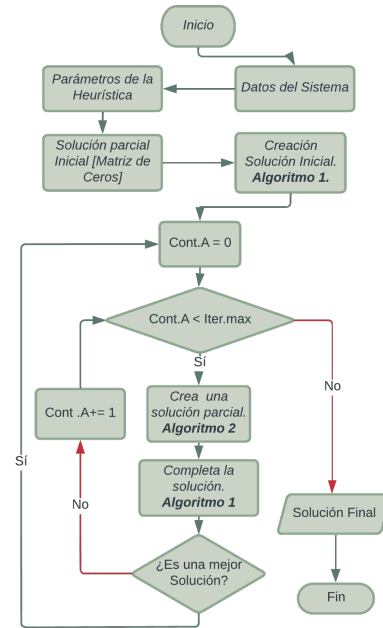 Inicio
Datos del Sistema
Parámetros de la
Heurística
Solución parcial
Inicial [Matriz de
Ceros]
Creación
Solución Inicial.
Algoritmo 1.
Cont.A = 0
Cont.A < Iter.max
Sí
No
Crea una
solución parcial.
Algoritmo 2
Cont .A+= 1
Completa la
solución.
Algoritmo 1
Sí
No
¿Es una mejor
Solución?
Solución Final
Fin